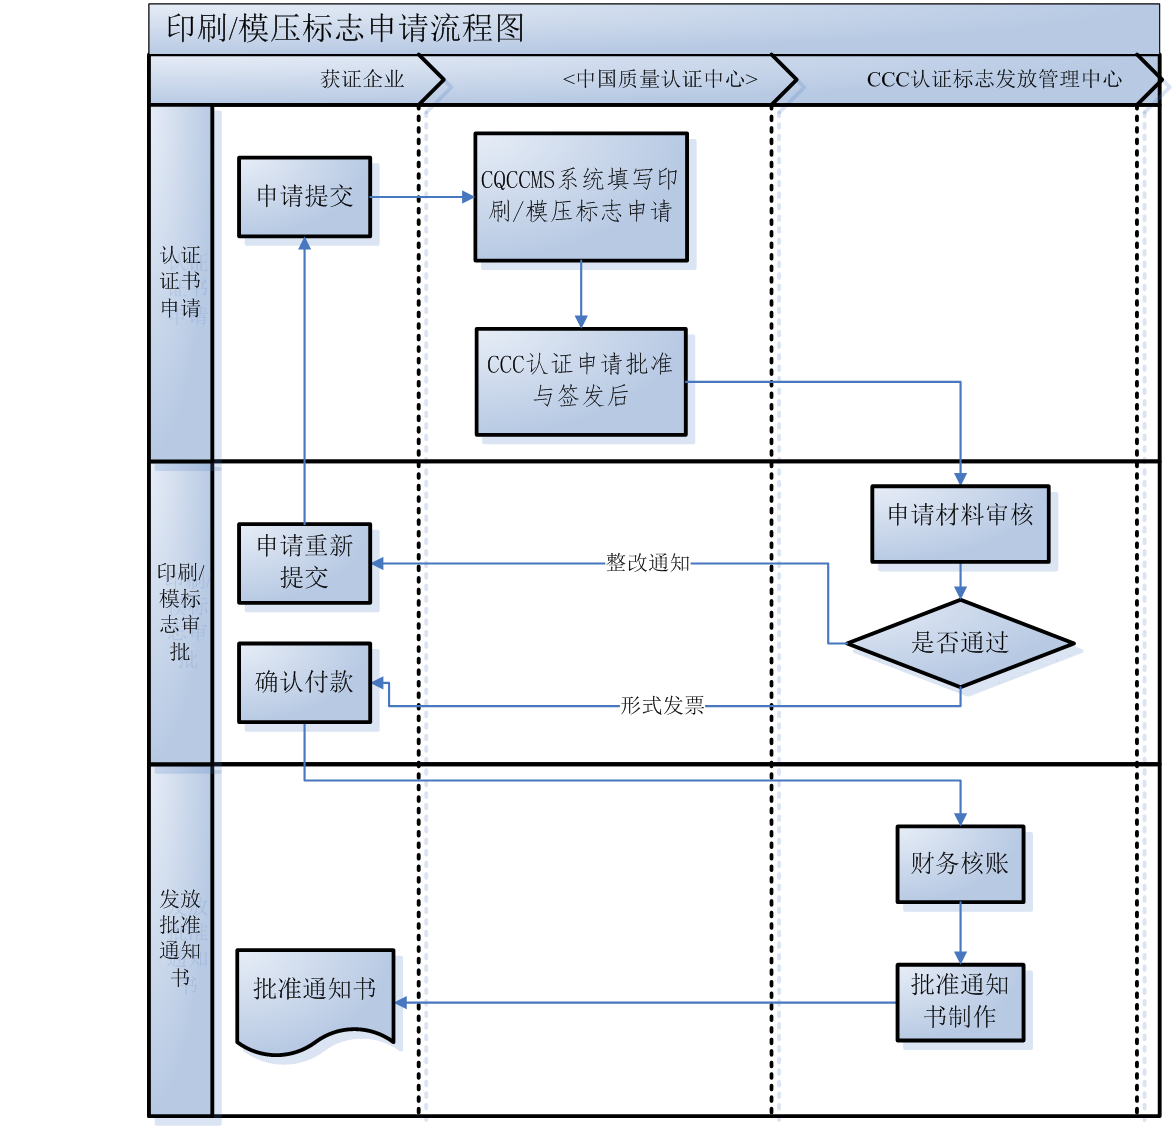 印刷/模压标志申请流程图
获证企业
<中国质量认证中心>
CCC认证标志发放管理中心
认证
证书
申请
申请提交
CQCCMS系统填写印
刷/模压标志申请
CCC认证申请批准
与签发后
印刷/
模标
志审
批
申请材料审核
申请重新
提交
整改通知
是否通过
确认付款
形式发票
发放
批准
通知
书
财务核账
批准通知书
批准通知
书制作